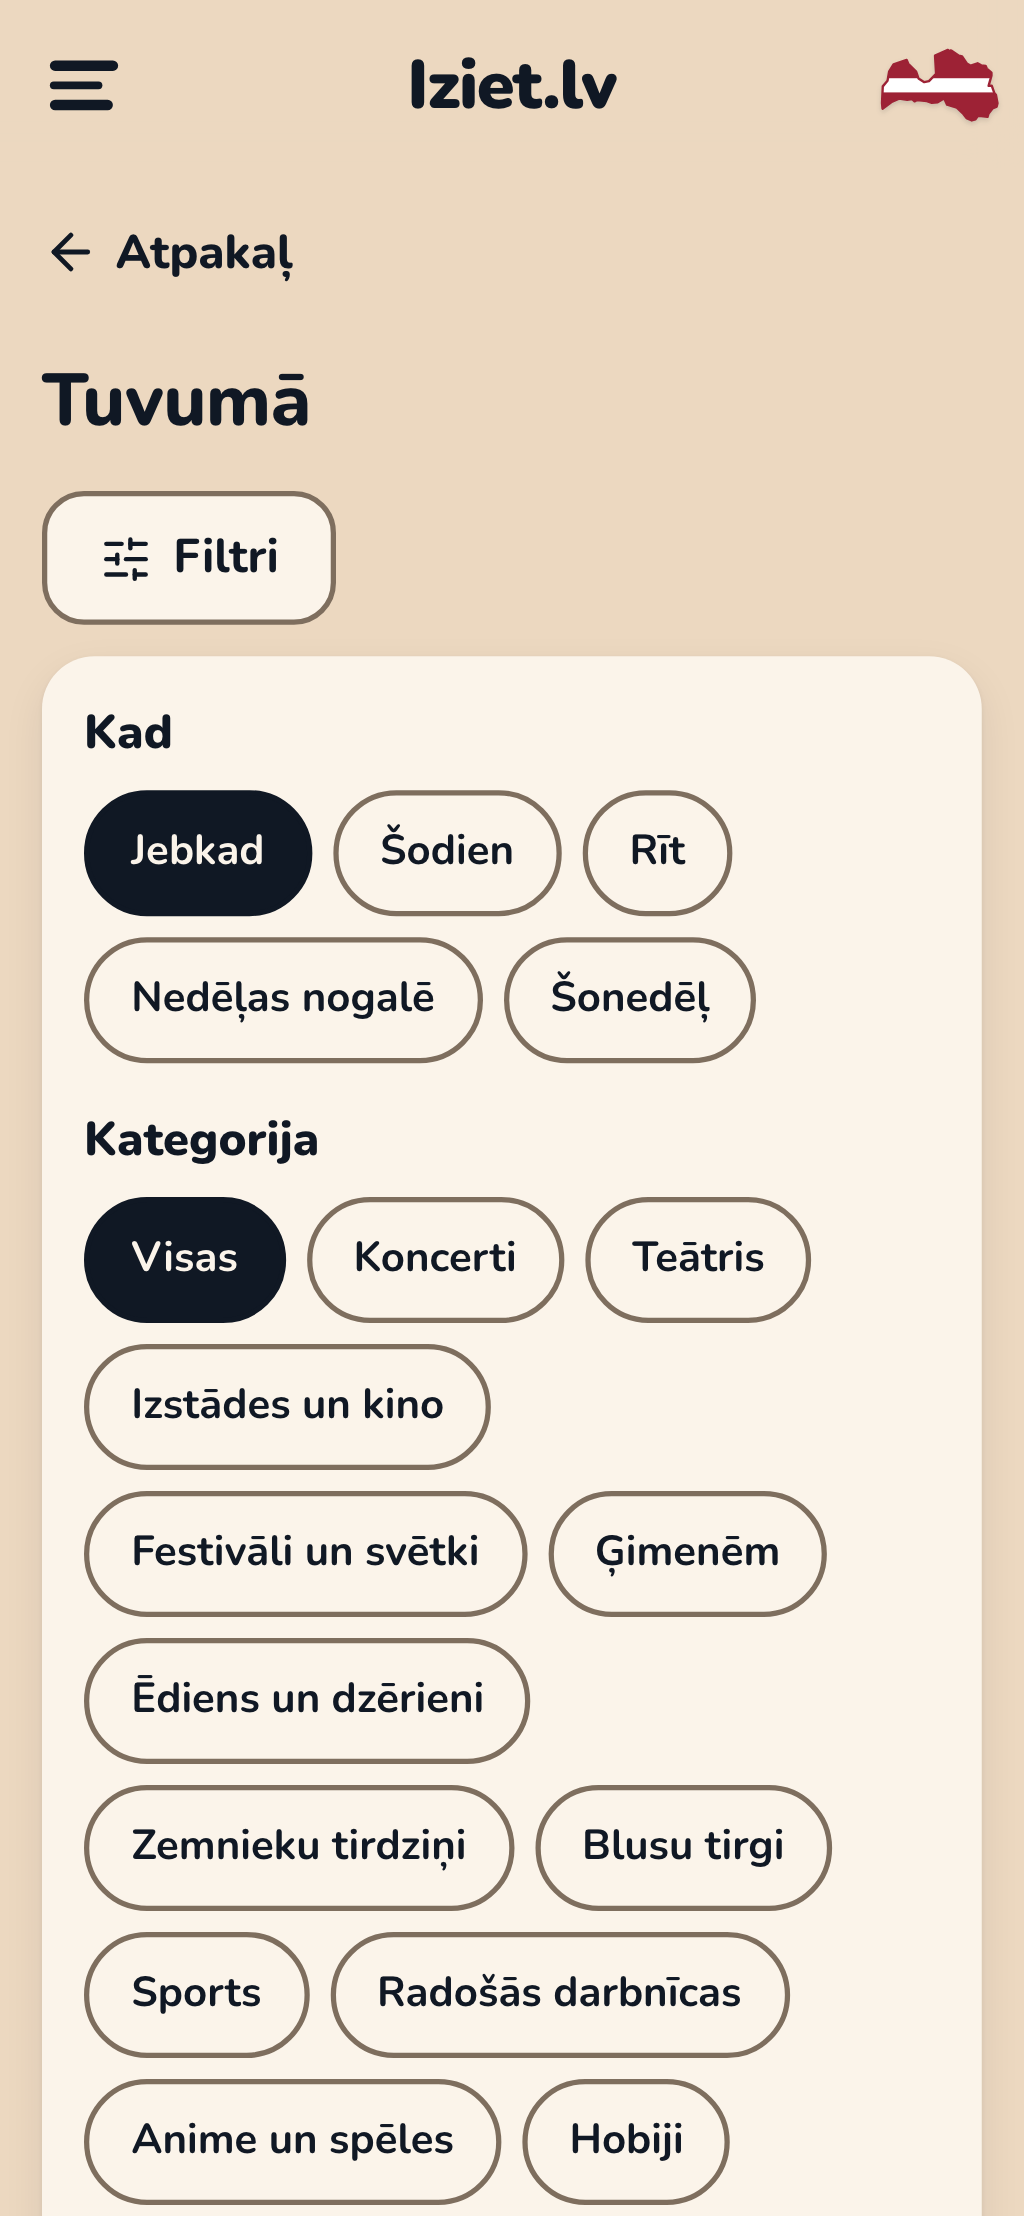 Iziet.lv
Atpakaļ
Tuvumā
Filtri
Kad
Jebkad Šodien Rīt
Nedēļas nogalē Šonedēļ
Kategorija
Visas Koncerti Teātris
Izstādes un kino
Festivāli un svētki Ģimenēm
Ēdiens un dzērieni
Zemnieku tirdziņi Blusu tirgi
Sports Radošās darbnīcas
Anime un spēles Hobiji